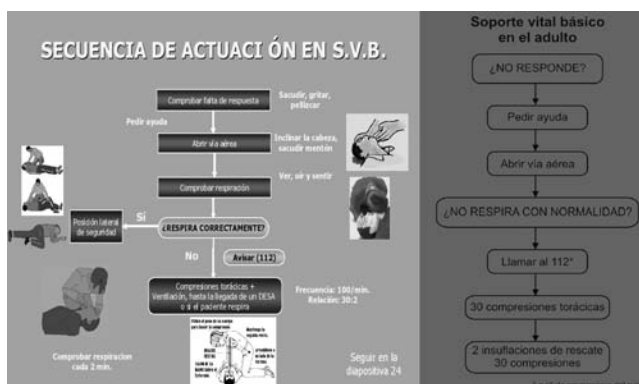 SECUENCIA DE ACTUACI ÓN EN S.V.B.
Comprobar falta de respuesta
Sacudir, gritar,
pellizcar
Pedir ayuda
Abrir vía aérea
Inclinar la cabeza,
sacudir mentón
Comprobar respiración
Ver, oír y sentir
Posición lateral
de seguridad
Sí
¿RESPIRA CORRECTAMENTE?
No
Avisar (112)
Compresiones torácicas +
Ventilación, hasta la llegada de un DESA
o si el paciente respira
Frecuencia: 100/min.
Relación: 30:2
Comprobar respiracion
cada 2 min.
Seguir en la
diapositiva 24
Soporte vital básico
en el adulto
¿NO RESPONDE?
Pedir ayuda
Abrir vía aérea
¿NO RESPIRA CON NORMALIDAD?
Llamar al 112*
30 compresiones torácicas
2 insuflaciones de rescate
30 compresiones